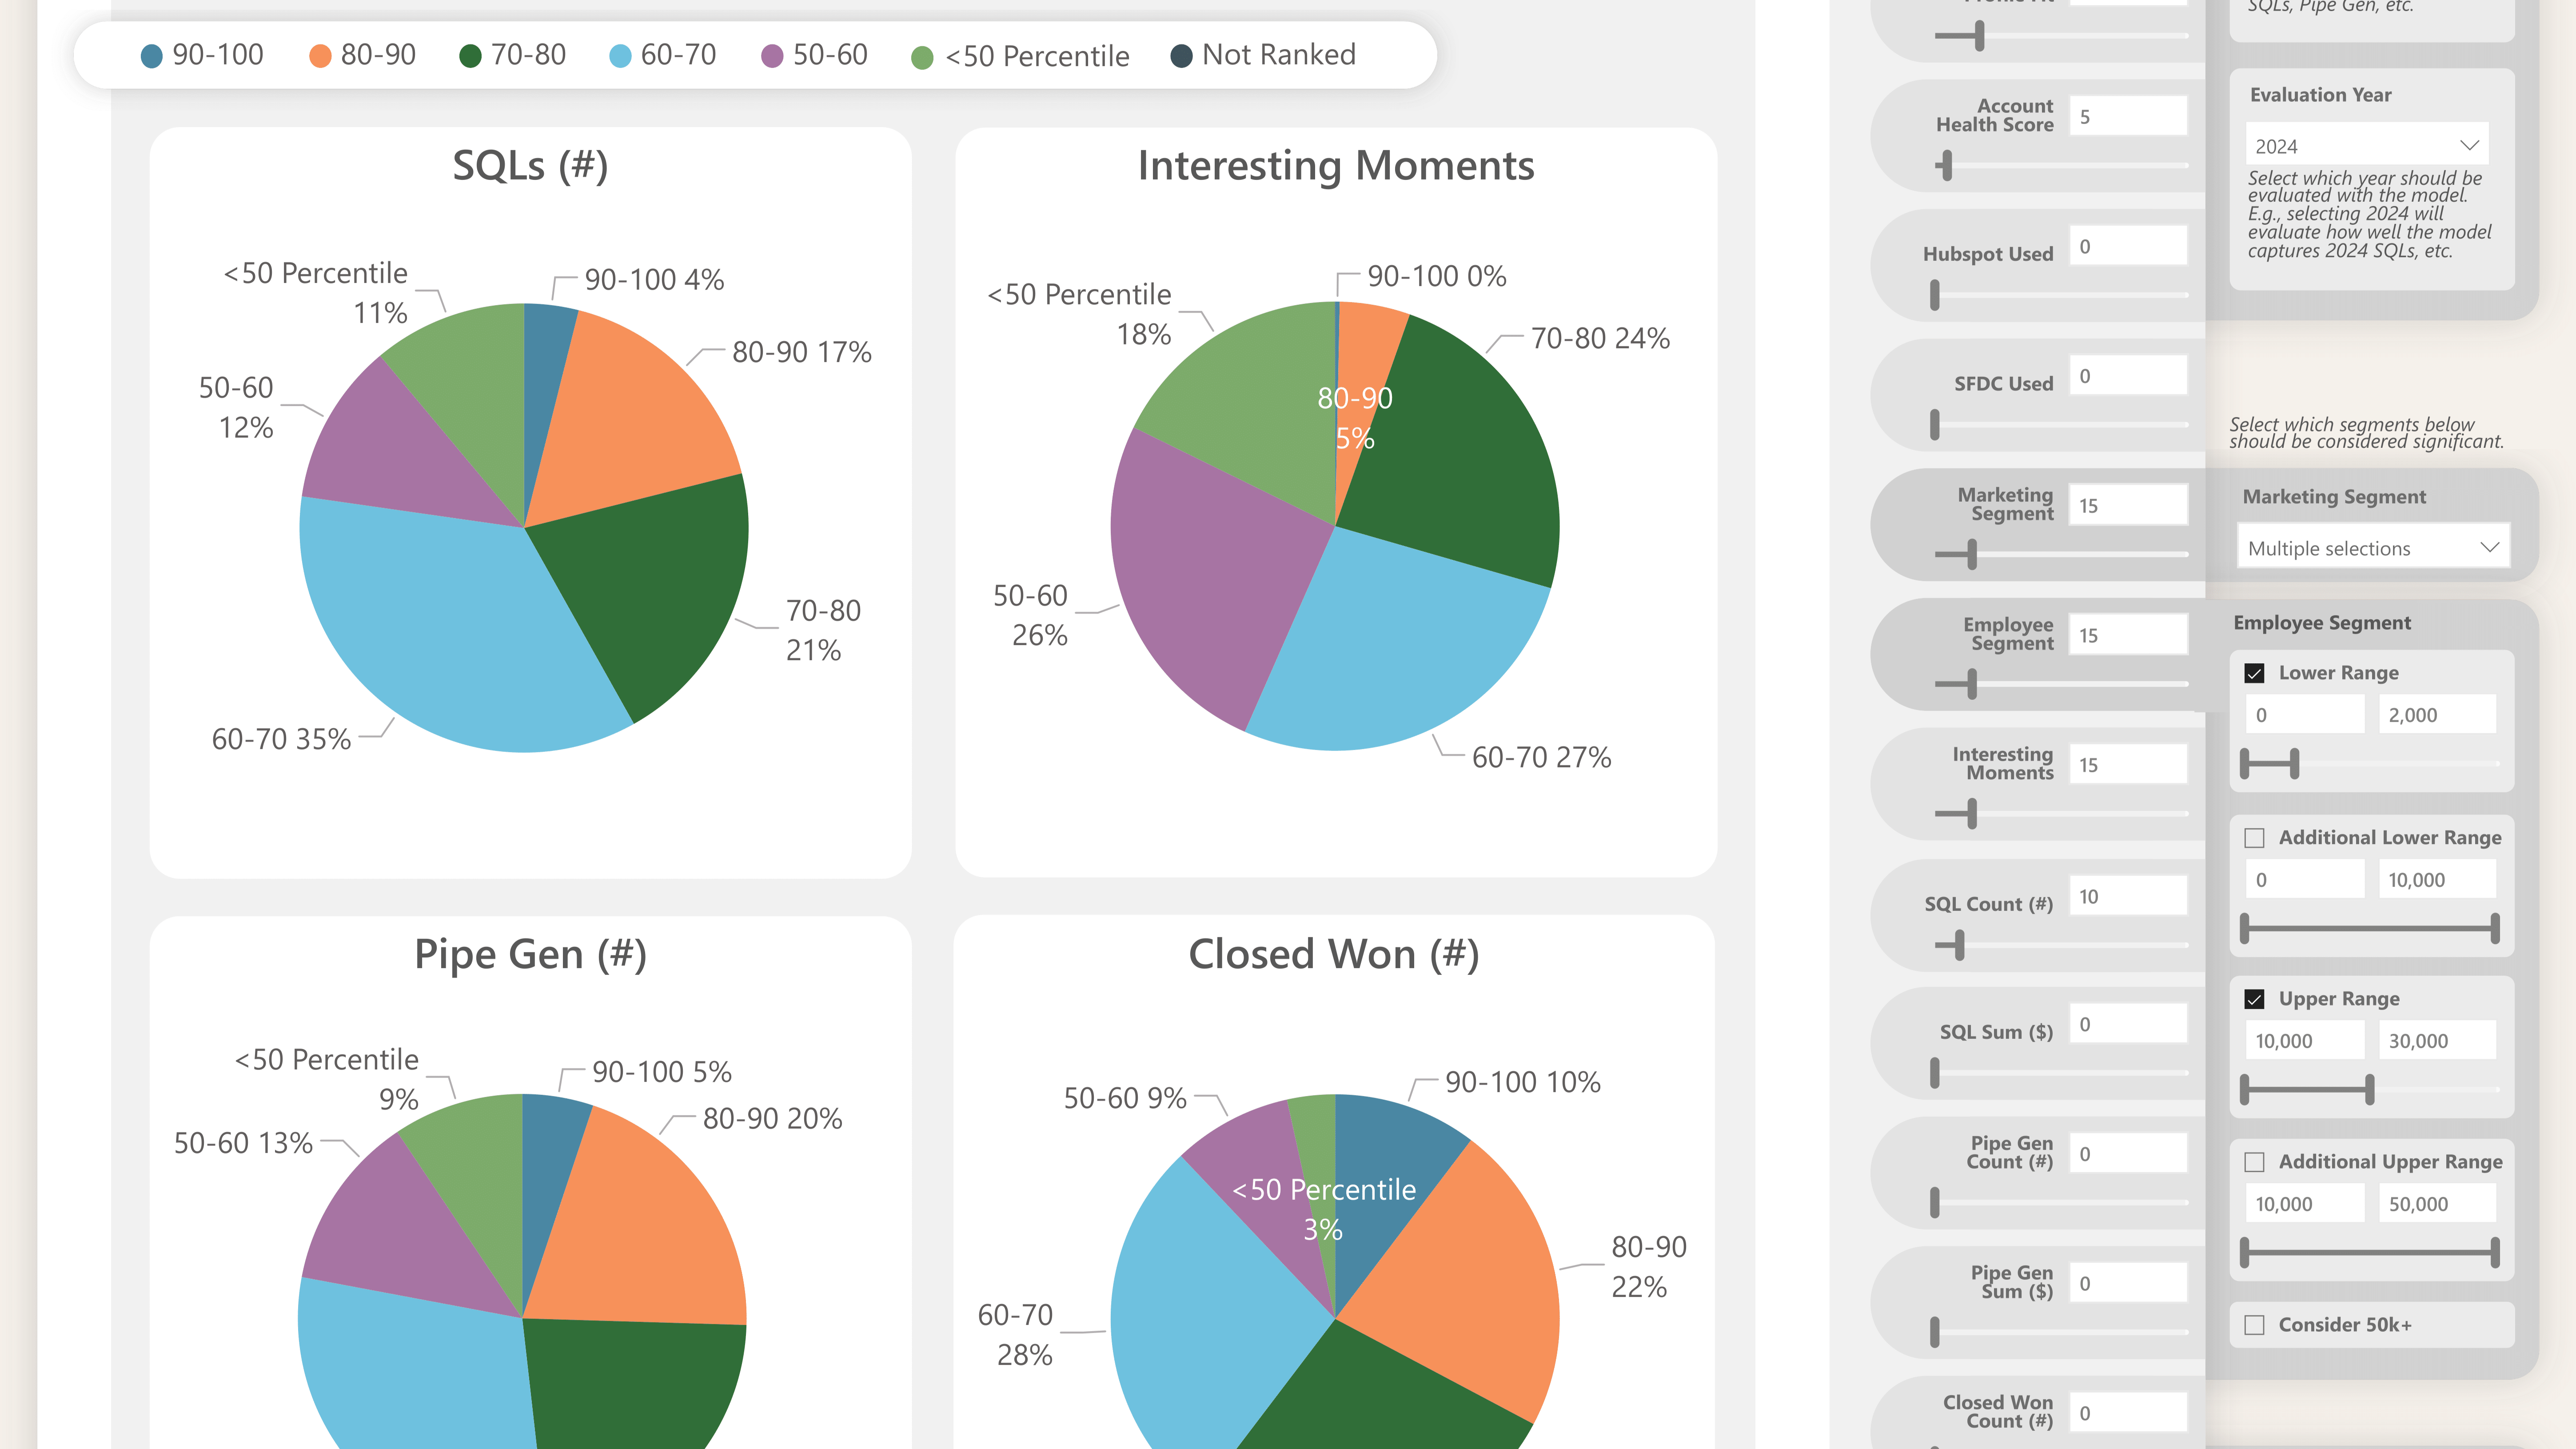 90-100
80-90
70-80
60-70
50-60
<50 Percentile
Not Ranked
SQLs (#)
<50 Percentile
11%
90-100 4%
80-90 17%
50-60
12%
70-80
21%
60-70 35%
Interesting Moments
<50 Percentile
18%
90-100 0%
70-80 24%
80-90
5%
50-60
26%
60-70 27%
Pipe Gen (#)
<50 Percentile
9%
90-100 5%
80-90 20%
50-60 13%
Closed Won (#)
50-60 9%
90-100 10%
<50 Percentile
3%
80-90
22%
60-70
28%
Account
Health Score
5
Hubspot Used
0
SFDC Used
0
Marketing
Segment
15
Employee
Segment
15
Interesting
Moments
15
SQL Count (#)
10
SQL Sum ($)
0
Pipe Gen
Count (#)
0
Pipe Gen
Sum ($)
0
Closed Won
Count (#)
0
SQLs, Pipe Gen, etc.
Evaluation Year
2024
Select which year should be
evaluated with the model.
E.g., selecting 2024 will
evaluate how well the model
captures 2024 SQLs, etc.
Select which segments below
should be considered significant.
Marketing Segment
Multiple selections
Employee Segment
Lower Range
0
2,000
Additional Lower Range
0
10,000
Upper Range
10,000
30,000
Additional Upper Range
10,000
50,000
Consider 50k+